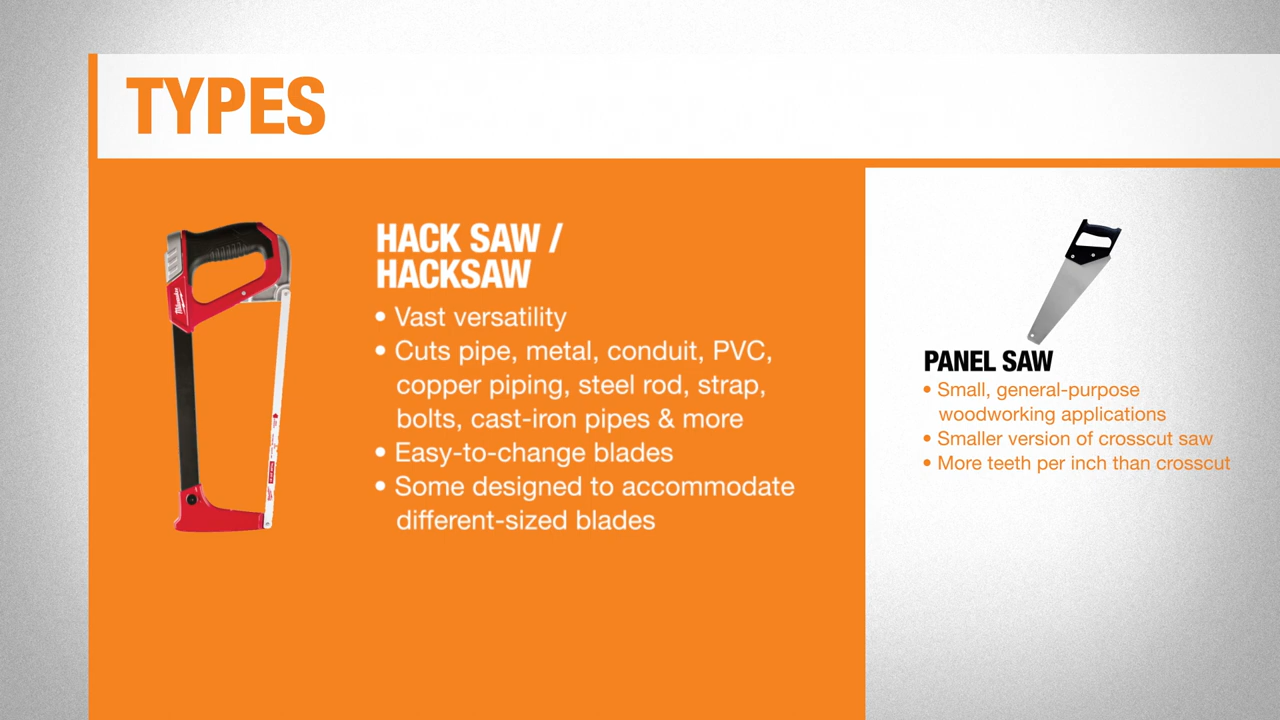 TYPES
HACK SAW /
HACKSAW
• Vast versatility
• Cuts pipe, metal, conduit, PVC,
copper piping, steel rod, strap,
bolts, cast-iron pipes & more
• Easy-to-change blades
• Some designed to accommodate
different-sized blades
Milwaukee
PANEL SAW
• Small, general-purpose
woodworking applications
• Smaller version of crosscut saw
• More teeth per inch than crosscut